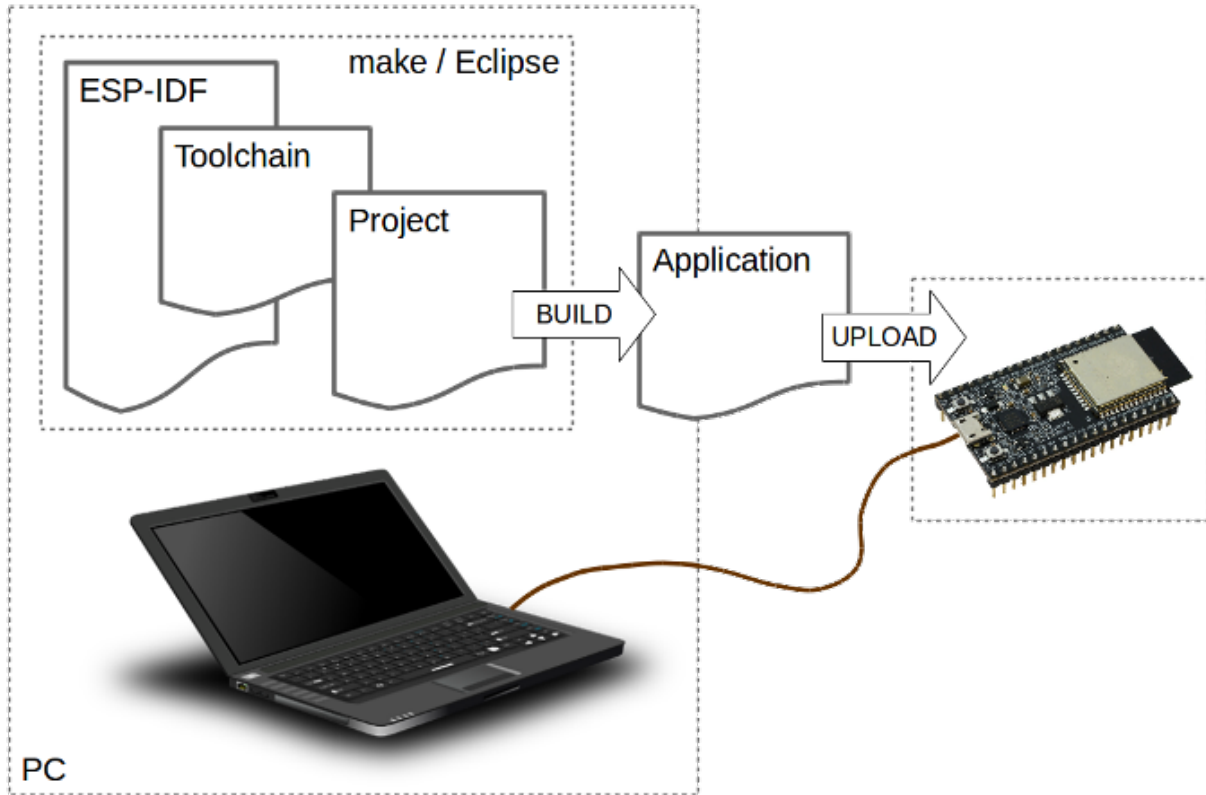 make / Eclipse
ESP-IDF
Toolchain
Project
Application
BUILD
UPLOAD
PC